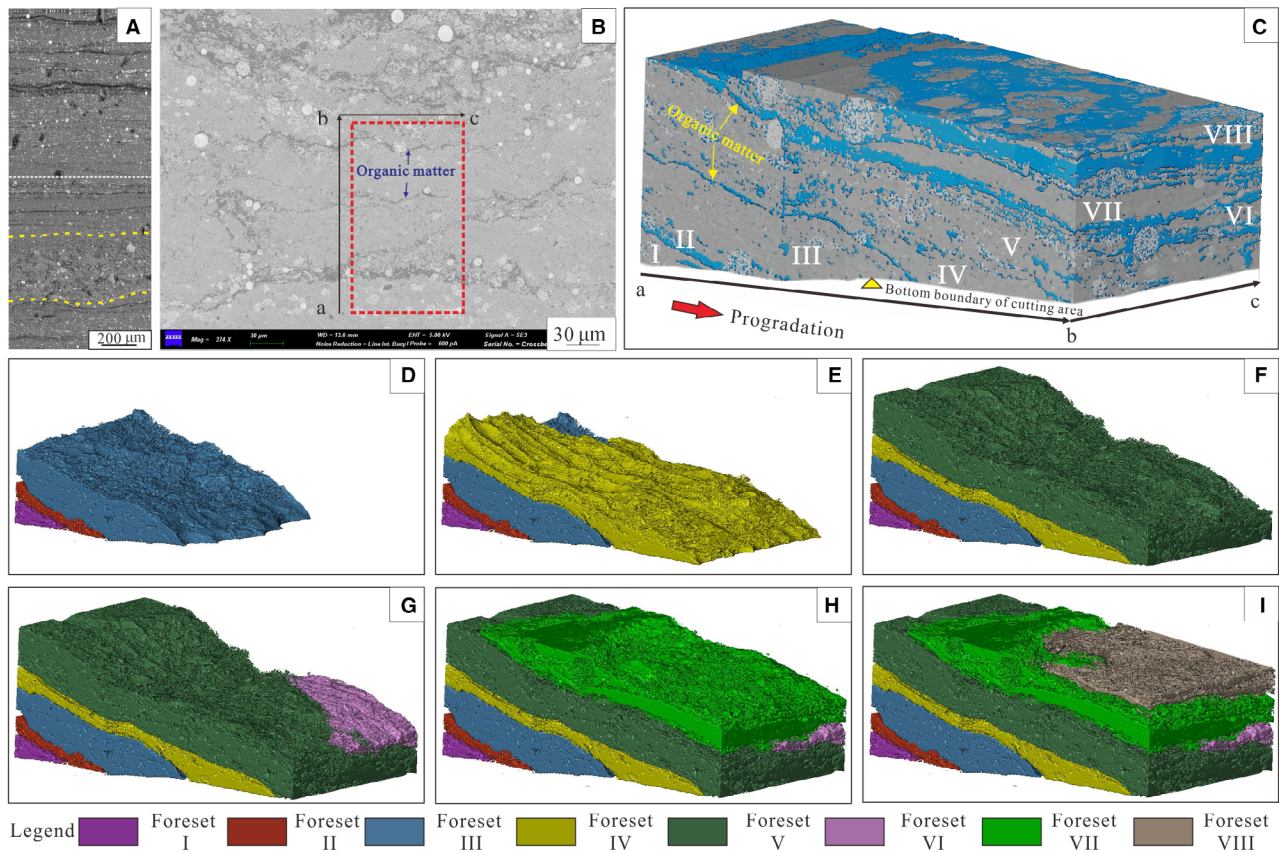 A
200 μm
B
b
c
Organic matter
a
ZEISS
Mag = 274 X
30 μm
WD = 13.6 mm
EHT = 5.00 kV
Signal A = SE2
Noise Reduction = Line Int. Busy
I Probe = 600 pA
Serial No. = Crossbe
30 μm
C
Organic matter
VIII
VII
VI
V
II
I
III
IV
a
Bottom boundary of cutting area
c
b
Progradation
D
E
F
G
H
I
Legend
Foreset I
Foreset II
Foreset III
Foreset IV
Foreset V
Foreset VI
Foreset VII
Foreset VIII